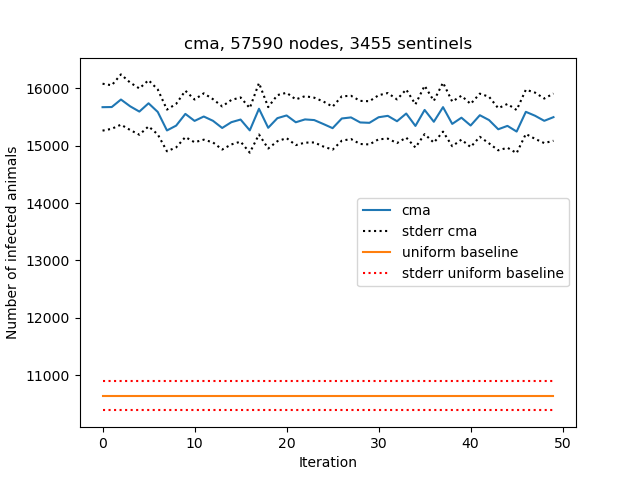 cma, 57590 nodes, 3455 sentinels
Number of infected animals
16000
15000
14000
13000
12000
11000
cma
stderr cma
uniform baseline
stderr uniform baseline
0 10 20 30 40 50
Iteration